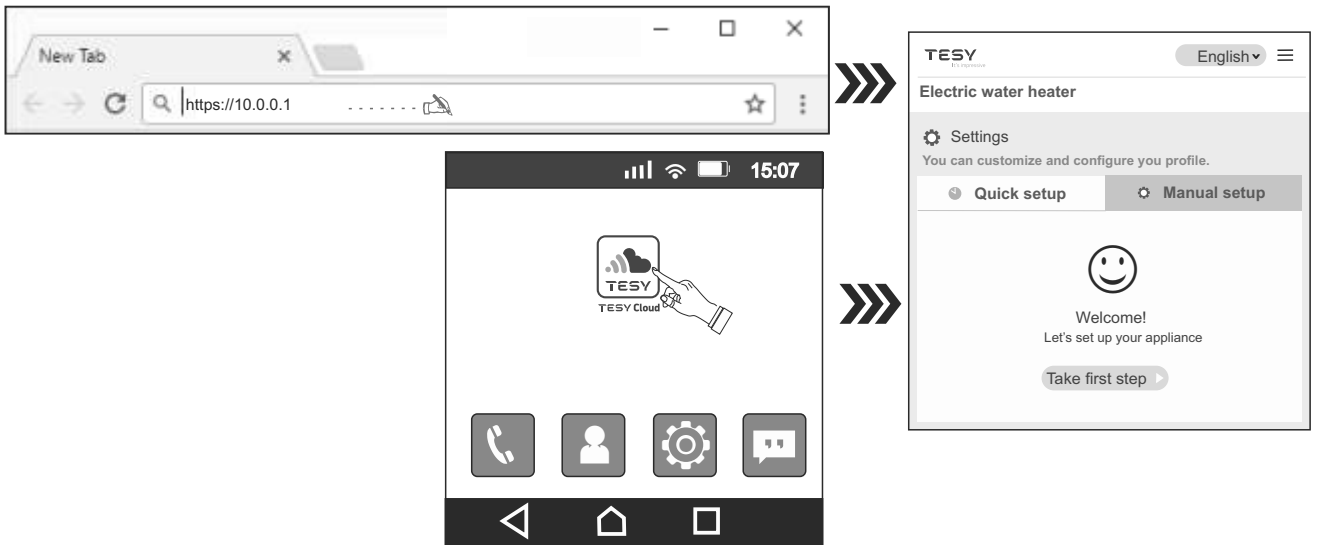 New Tab
https://10.0.0.1
15:07
TESY
TESY Cloud
TESY
It's impressive
English
Electric water heater
Settings
You can customize and configure you profile.
Quick setup
Manual setup
Welcome!
Let's set up your appliance
Take first step